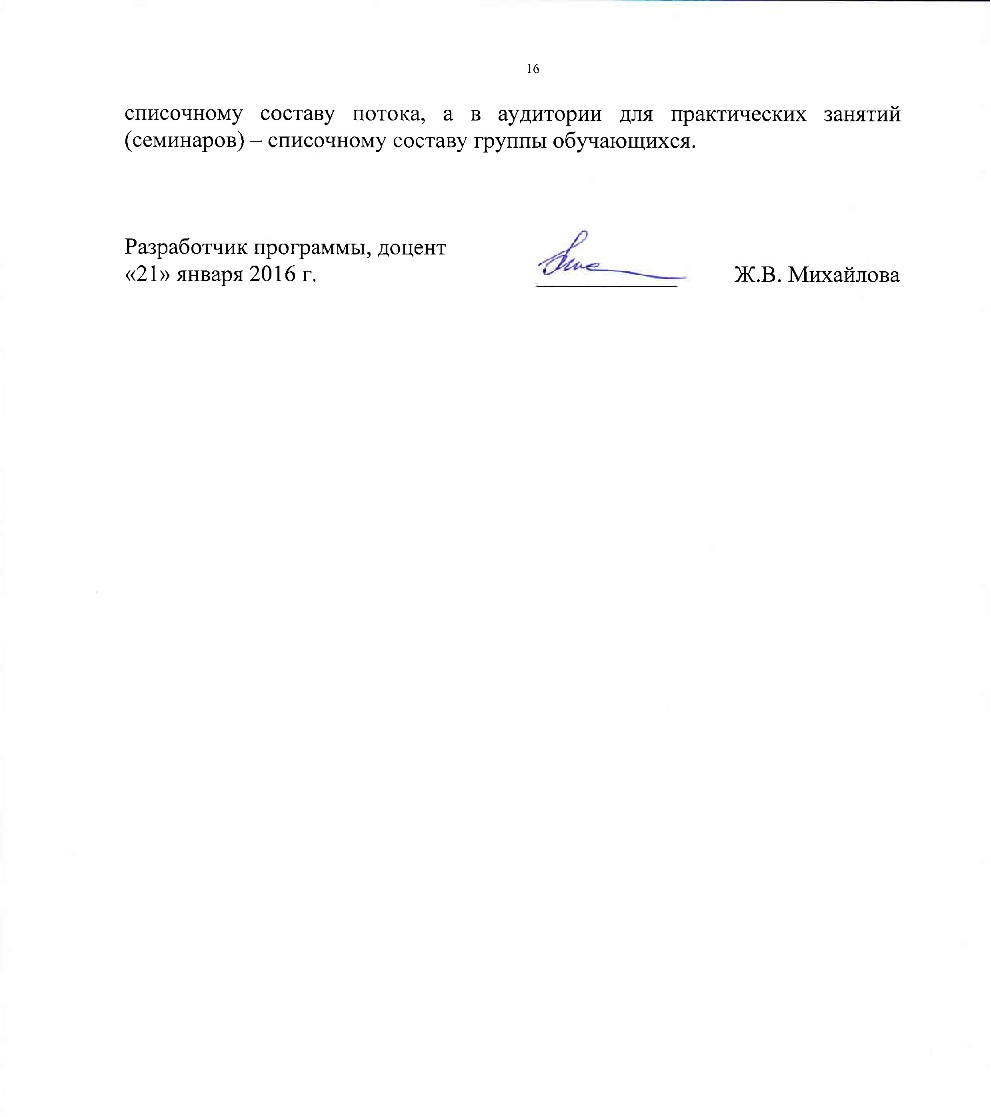 16
списочному составу потока, а в аудитории для практических занятий
(семинаров) – списочному составу группы обучающихся.
Разработчик программы, доцент
«21» января 2016 г.
Ж.В. Михайлова